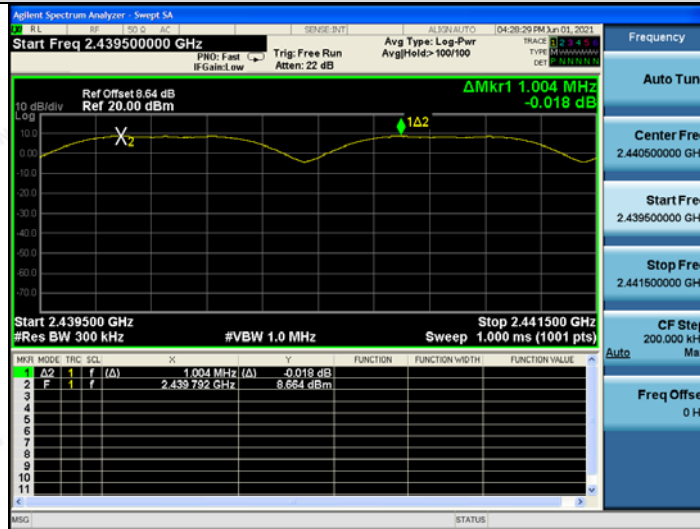 Agilent Spectrum Analyzer - Swept SA
RL RF 50 Ω AC SENSE:INT ALIGN AUTO 04:28:29 PM Jun 01, 2021
Start Freq 2.439500000 GHz
PNO: Fast
IFGain:Low
Trig: Free Run
Atten: 22 dB
Avg Type: Log-Pwr
Avg|Hold:>100/100
TRACE 1 2 3 4 5 6
TYPE M
DET P N N N N N
Ref Offset 8.64 dB
Ref 20.00 dBm
ΔMkr1 1.004 MHz
-0.018 dB
10 dB/div
Log
10.0
0.00
-10.0
-20.0
-30.0
-40.0
-50.0
-60.0
-70.0
X2
1Δ2
Start 2.439500 GHz Stop 2.441500 GHz
#Res BW 300 kHz #VBW 1.0 MHz Sweep 1.000 ms (1001 pts)
MKR MODE TRC SCL X Y FUNCTION FUNCTION WIDTH FUNCTION VALUE
1 Δ2 1 f (Δ) 1.004 MHz (Δ) -0.018 dB
2 F 1 f 2.439 792 GHz 8.664 dBm
3
4
5
6
7
8
9
10
11
MSG STATUS
Frequency
Auto Tun
Center Fre
2.440500000 GH
Start Fre
2.439500000 GH
Stop Fre
2.441500000 GH
CF Step
200.000 kH
Auto Ma
Freq Offse
0 H